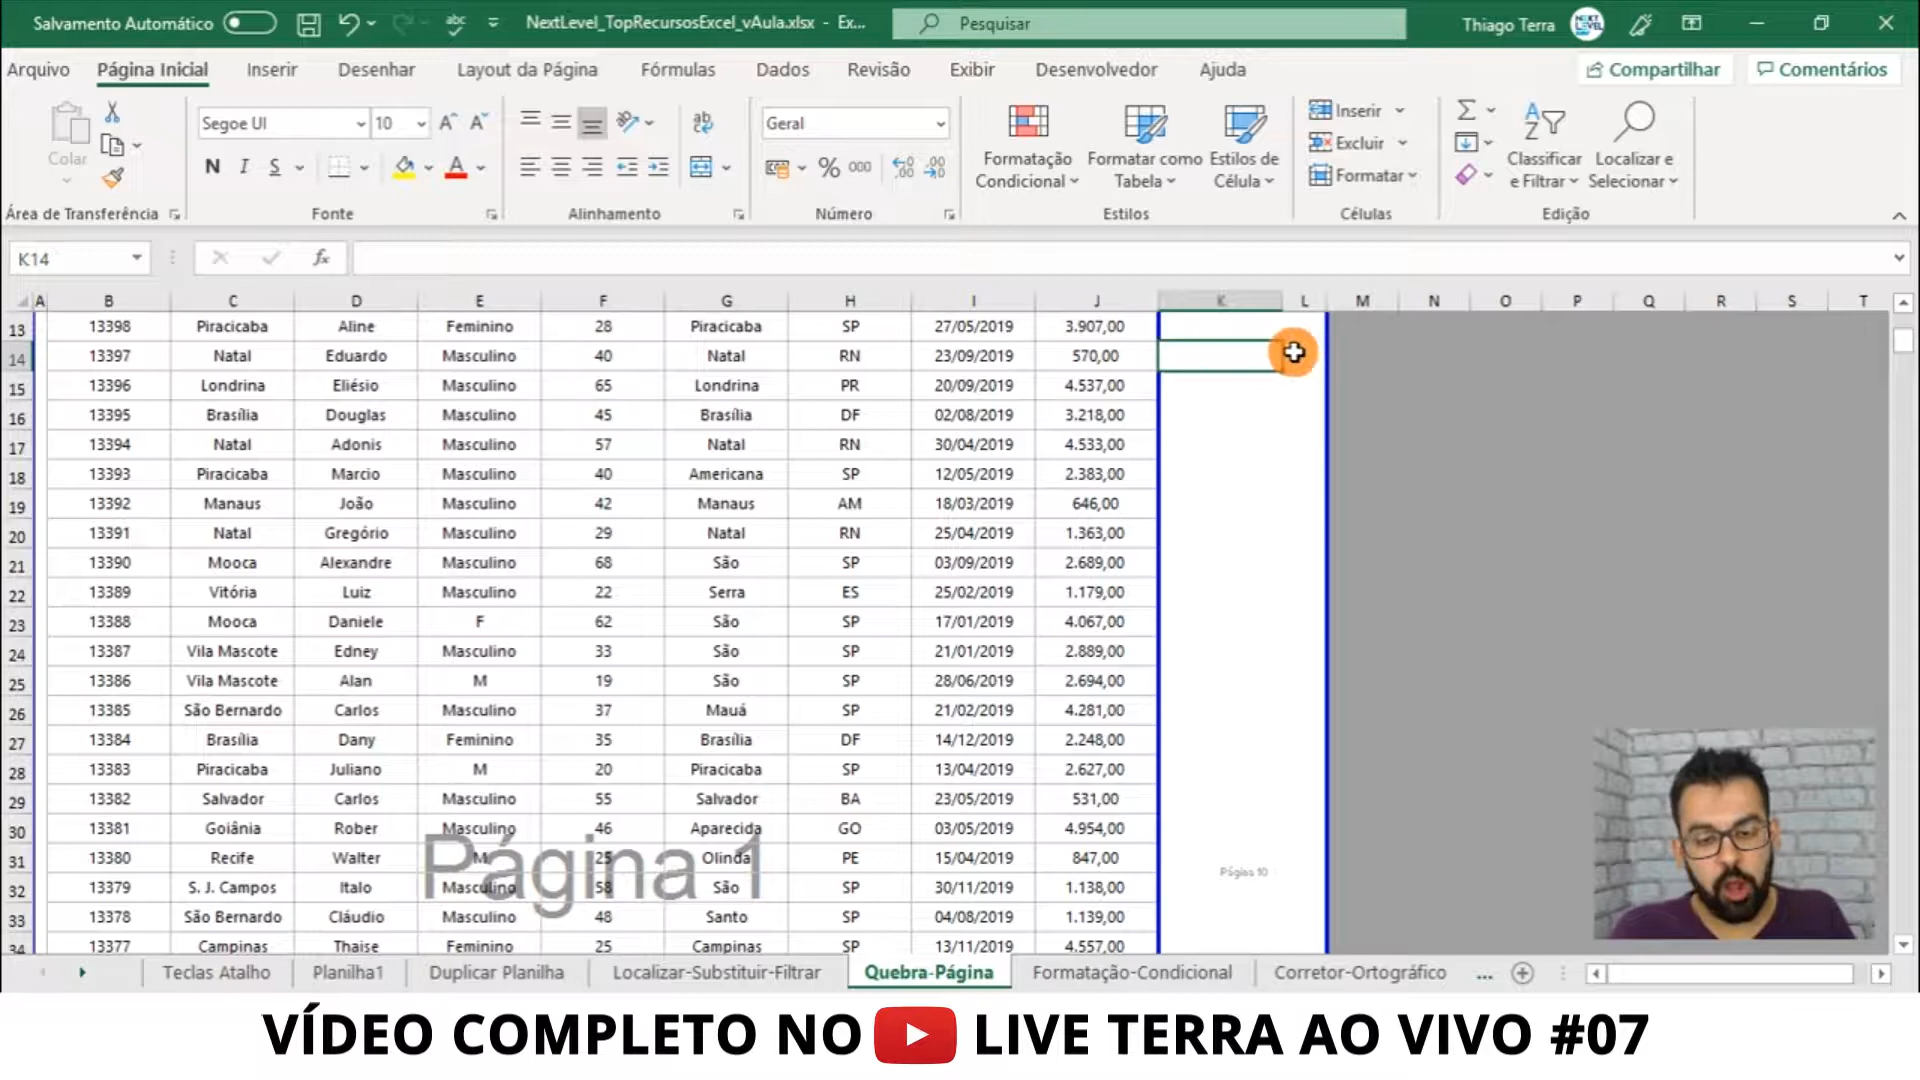 Salvamento Automático
NextLevel_TopRecursosExcel_vAula.xlsx - Ex...
Pesquisar
Thiago Terra
Arquivo Página Inicial Inserir Desenhar Layout da Página Fórmulas Dados Revisão Exibir Desenvolvedor Ajuda Compartilhar Comentários
Colar
Segoe UI 10
N I S
Geral
% 000
Formatação Condicional
Formatar como Tabela
Estilos de Célula
Inserir
Excluir
Formatar
Classificar e Filtrar
Localizar e Selecionar
Área de Transferência Fonte Alinhamento Número Estilos Células Edição
K14 fx
A B C D E F G H I J K L M N O P Q R S T
13 13398 Piracicaba Aline Feminino 28 Piracicaba SP 27/05/2019 3.907,00
14 13397 Natal Eduardo Masculino 40 Natal RN 23/09/2019 570,00
15 13396 Londrina Eliésio Masculino 65 Londrina PR 20/09/2019 4.537,00
16 13395 Brasília Douglas Masculino 45 Brasília DF 02/08/2019 3.218,00
17 13394 Natal Adonis Masculino 57 Natal RN 30/04/2019 4.533,00
18 13393 Piracicaba Marcio Masculino 40 Americana SP 12/05/2019 2.383,00
19 13392 Manaus João Masculino 42 Manaus AM 18/03/2019 646,00
20 13391 Natal Gregório Masculino 29 Natal RN 25/04/2019 1.363,00
21 13390 Mooca Alexandre Masculino 68 São SP 03/09/2019 2.689,00
22 13389 Vitória Luiz Masculino 22 Serra ES 25/02/2019 1.179,00
23 13388 Mooca Daniele F 62 São SP 17/01/2019 4.067,00
24 13387 Vila Mascote Edney Masculino 33 São SP 21/01/2019 2.889,00
25 13386 Vila Mascote Alan M 19 São SP 28/06/2019 2.694,00
26 13385 São Bernardo Carlos Masculino 37 Mauá SP 21/02/2019 4.281,00
27 13384 Brasília Dany Feminino 35 Brasília DF 14/12/2019 2.248,00
28 13383 Piracicaba Juliano M 20 Piracicaba SP 13/04/2019 2.627,00
29 13382 Salvador Carlos Masculino 55 Salvador BA 23/05/2019 531,00
30 13381 Goiânia Rober Masculino 46 Aparecida GO 03/05/2019 4.954,00
31 13380 Recife Walter M 25 Olinda PE 15/04/2019 847,00
Página 1
Página 10
32 13379 S. J. Campos Italo Masculino 58 São SP 30/11/2019 1.138,00
33 13378 São Bernardo Cláudio Masculino 48 Santo SP 04/08/2019 1.139,00
34 13377 Campinas Thaise Feminino 25 Campinas SP 13/11/2019 4.557,00
Teclas Atalho Planilha1 Duplicar Planilha Localizar-Substituir-Filtrar Quebra-Página Formatação-Condicional Corretor-Ortográfico ...
VÍDEO COMPLETO NO LIVE TERRA AO VIVO #07